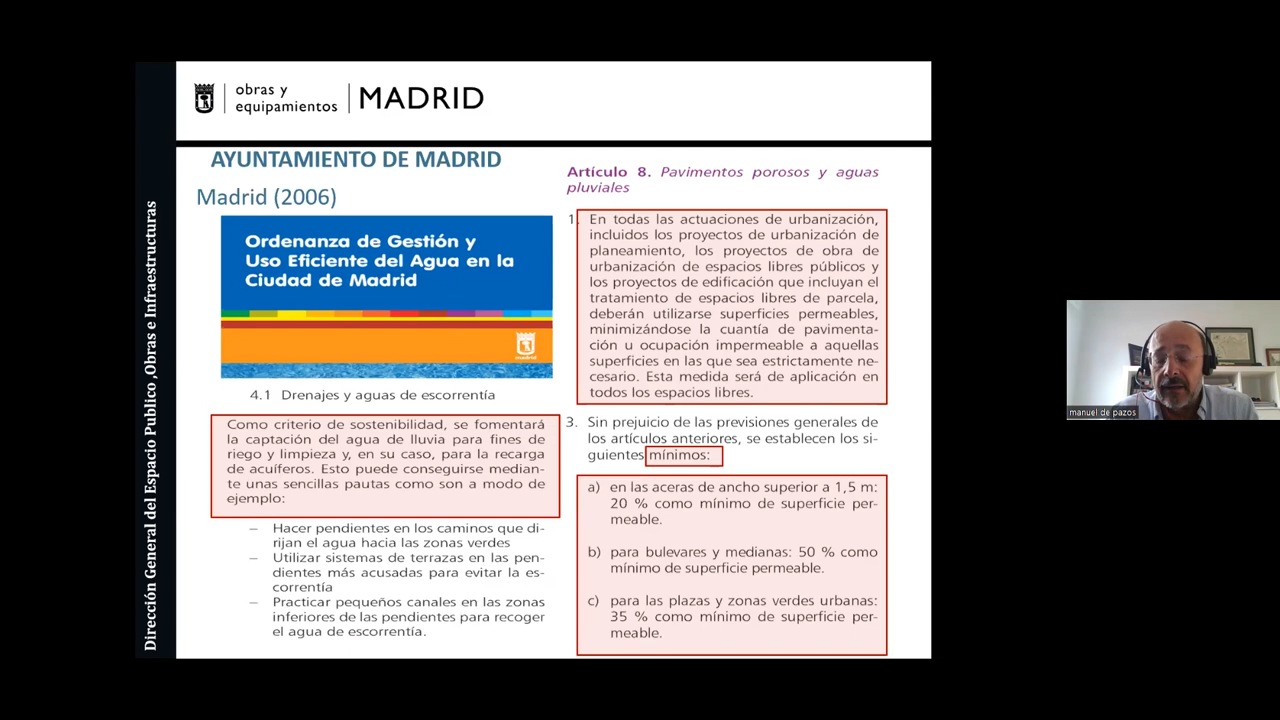 obras y
equipamientos
MADRID
Dirección General del Espacio Publico ,Obras e Infraestructuras
AYUNTAMIENTO DE MADRID
Madrid (2006)
Ordenanza de Gestión y
Uso Eficiente del Agua en la
Ciudad de Madrid
madrid
4.1 Drenajes y aguas de escorrentía
Como criterio de sostenibilidad, se fomentará
la captación del agua de lluvia para fines de
riego y limpieza y, en su caso, para la recarga
de acuíferos. Esto puede conseguirse median-
te unas sencillas pautas como son a modo de
ejemplo:
– Hacer pendientes en los caminos que di-
rijan el agua hacia las zonas verdes
– Utilizar sistemas de terrazas en las pen-
dientes más acusadas para evitar la es-
correntía
– Practicar pequeños canales en las zonas
inferiores de las pendientes para recoger
el agua de escorrentía.
Artículo 8. Pavimentos porosos y aguas
pluviales
1. En todas las actuaciones de urbanización,
incluidos los proyectos de urbanización de
planeamiento, los proyectos de obra de
urbanización de espacios libres públicos y
los proyectos de edificación que incluyan el
tratamiento de espacios libres de parcela,
deberán utilizarse superficies permeables,
minimizándose la cuantía de pavimenta-
ción u ocupación impermeable a aquellas
superficies en las que sea estrictamente ne-
cesario. Esta medida será de aplicación en
todos los espacios libres.
3. Sin prejuicio de las previsiones generales de
los artículos anteriores, se establecen los si-
guientes mínimos:
a) en las aceras de ancho superior a 1,5 m:
20 % como mínimo de superficie per-
meable.
b) para bulevares y medianas: 50 % como
mínimo de superficie permeable.
c) para las plazas y zonas verdes urbanas:
35 % como mínimo de superficie per-
meable.
manuel de pazos